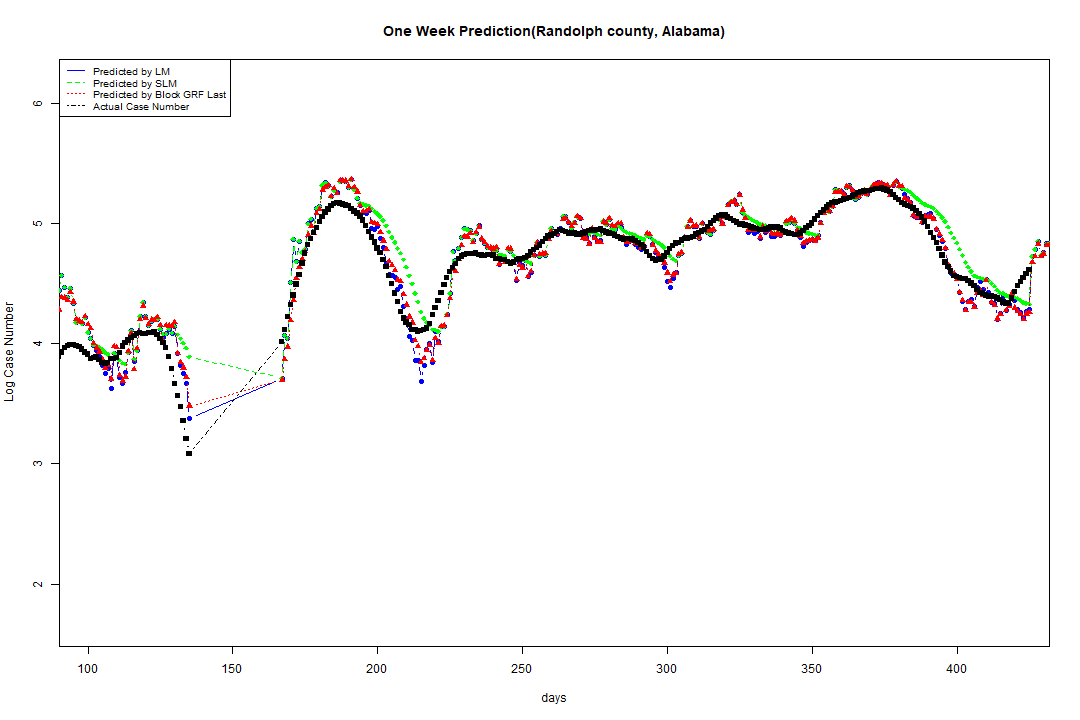 One Week Prediction(Randolph county, Alabama)
Predicted by LM
Predicted by SLM
Predicted by Block GRF Last
Actual Case Number
Log Case Number
6
5
4
3
2
100 150 200 250 300 350 400
days